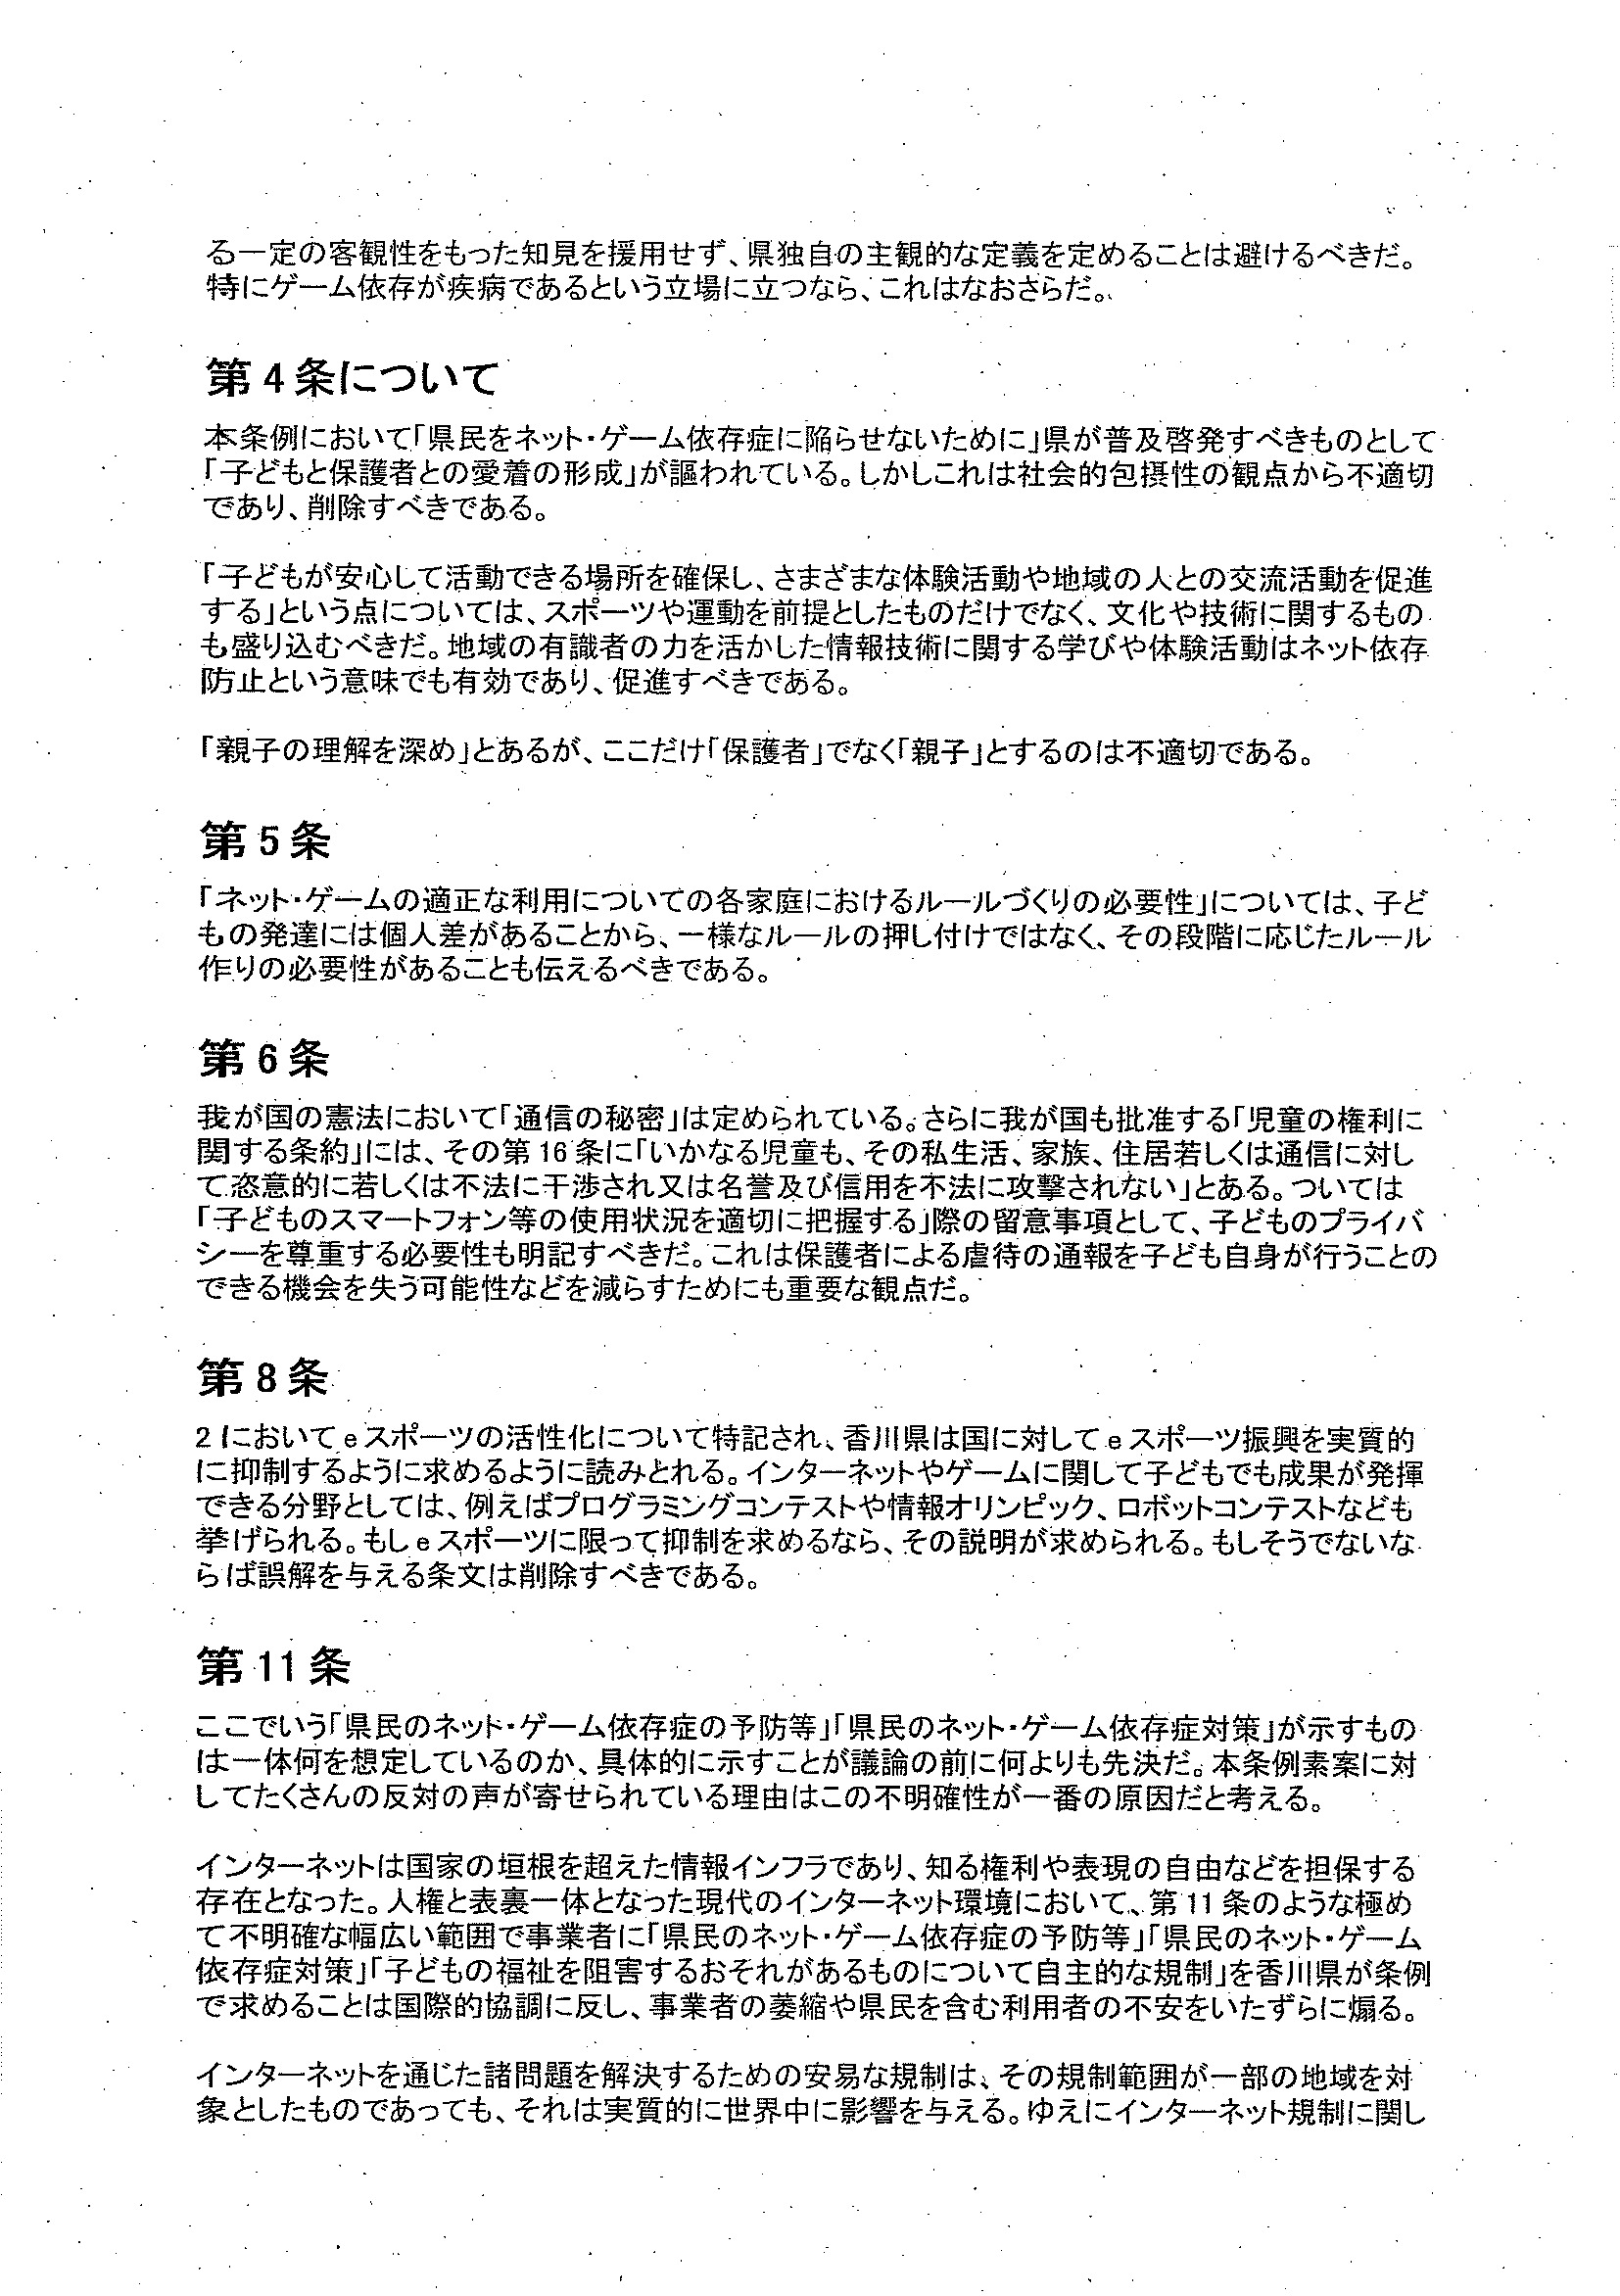 る一定の客観性をもった知見を援用せず、県独自の主観的な定義を定めることは避けるべきだ。
特にゲーム依存が疾病であるという立場に立つなら、これはなおさらだ。
第4条について
本条例において「県民をネット・ゲーム依存症に陥らせないために」県が普及啓発すべきものとして
「子どもと保護者との愛着の形成」が謳われている。しかしこれは社会的包摂性の観点から不適切
であり、削除すべきである。
「子どもが安心して活動できる場所を確保し、さまざまな体験活動や地域の人との交流活動を促進
する」という点については、スポーツや運動を前提としたものだけでなく、文化や技術に関するもの
も盛り込むべきだ。地域の有識者の力を活かした情報技術に関する学びや体験活動はネット依存
防止という意味でも有効であり、促進すべきである。
「親子の理解を深め」とあるが、ここだけ「保護者」でなく「親子」とするのは不適切である。
第5条
「ネット・ゲームの適正な利用についての各家庭におけるルールづくりの必要性」については、子ど
もの発達には個人差があることから、一様なルールの押し付けではなく、その段階に応じたルール
作りの必要性があることも伝えるべきである。
第6条
我が国の憲法において「通信の秘密」は定められている。さらに我が国も批准する「児童の権利に
関する条約」には、その第16条に「いかなる児童も、その私生活、家族、住居若しくは通信に対し
て恣意的に若しくは不法に干渉され又は名誉及び信用を不法に攻撃されない」とある。ついては
「子どものスマートフォン等の使用状況を適切に把握する」際の留意事項として、子どものプライバ
シーを尊重する必要性も明記すべきだ。これは保護者による虐待の通報を子ども自身が行うことの
できる機会を失う可能性などを減らすためにも重要な観点だ。
第8条
2においてeスポーツの活性化について特記され、香川県は国に対してeスポーツ振興を実質的
に抑制するように求めるように読みとれる。インターネットやゲームに関して子どもでも成果が発揮
できる分野としては、例えばプログラミングコンテストや情報オリンピック、ロボットコンテストなども
挙げられる。もしeスポーツに限って抑制を求めるなら、その説明が求められる。もしそうでないな
らば誤解を与える条文は削除すべきである。
第11条
ここでいう「県民のネット・ゲーム依存症の予防等」「県民のネット・ゲーム依存症対策」が示すもの
は一体何を想定しているのか、具体的に示すことが議論の前に何よりも先決だ。本条例素案に対
してたくさんの反対の声が寄せられている理由はこの不明確性が一番の原因だと考える。
インターネットは国家の垣根を超えた情報インフラであり、知る権利や表現の自由などを担保する
存在となった。人権と表裏一体となった現代のインターネット環境において、第11条のような極め
て不明確な幅広い範囲で事業者に「県民のネット・ゲーム依存症の予防等」「県民のネット・ゲーム
依存症対策」「子どもの福祉を阻害するおそれがあるものについて自主的な規制」を香川県が条例
で求めることは国際的協調に反し、事業者の萎縮や県民を含む利用者の不安をいたずらに煽る。
インターネットを通じた諸問題を解決するための安易な規制は、その規制範囲が一部の地域を対
象としたものであっても、それは実質的に世界中に影響を与える。ゆえにインターネット規制に関し